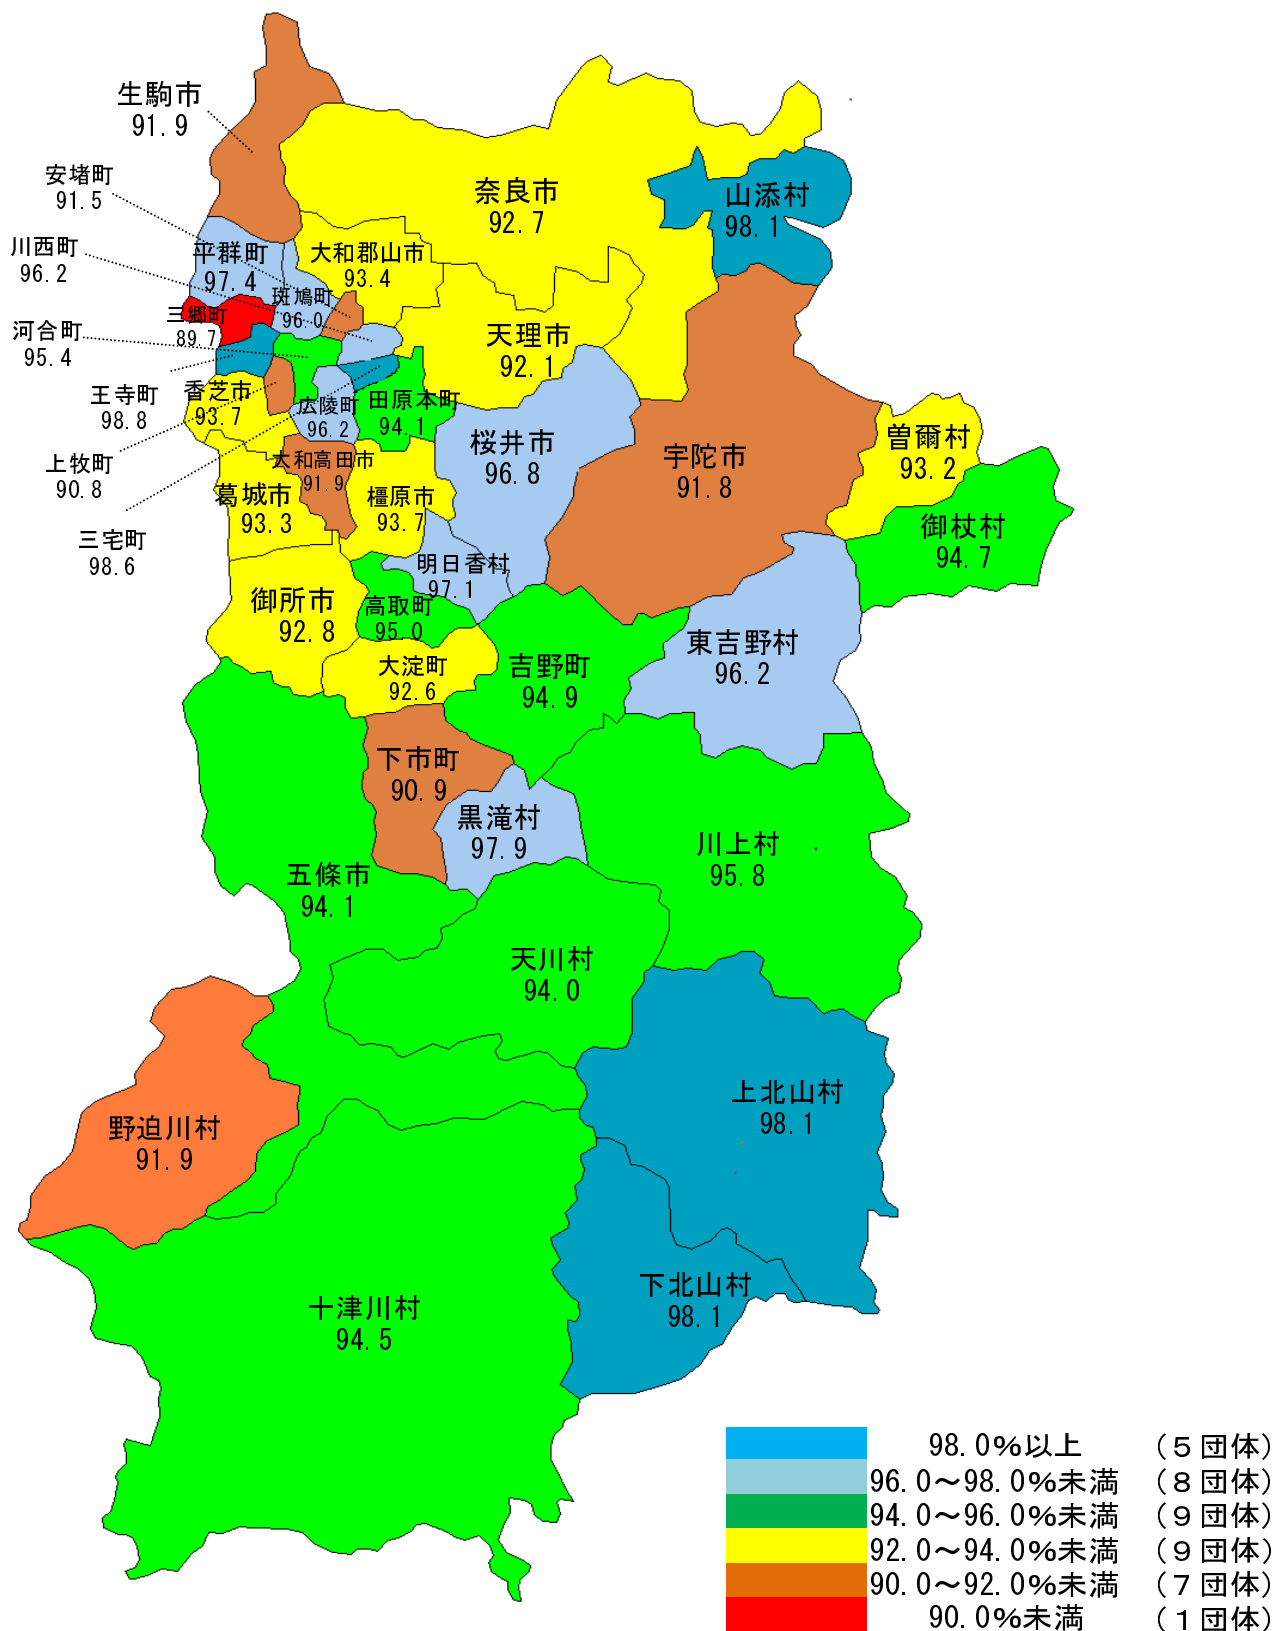 生駒市
91.9
安堵町
91.5
川西町
96.2
奈良市
92.7
山添村
98.1
平群町
97.4
大和郡山市
93.4
斑鳩町
96.0
三郷町
89.7
河合町
95.4
天理市
92.1
王寺町
98.8
香芝市
93.7
広陵町
96.2
田原本町
94.1
桜井市
96.8
宇陀市
91.8
曽爾村
93.2
上牧町
90.8
大和高田市
91.9
葛城市
93.3
橿原市
93.7
御杖村
94.7
三宅町
98.6
明日香村
97.1
御所市
92.8
高取町
95.0
東吉野村
96.2
大淀町
92.6
吉野町
94.9
下市町
90.9
黒滝村
97.9
川上村
95.8
五條市
94.1
天川村
94.0
上北山村
98.1
野迫川村
91.9
下北山村
98.1
十津川村
94.5
98.0%以上 (5団体)
96.0～98.0%未満 (8団体)
94.0～96.0%未満 (9団体)
92.0～94.0%未満 (9団体)
90.0～92.0%未満 (7団体)
90.0%未満 (1団体)